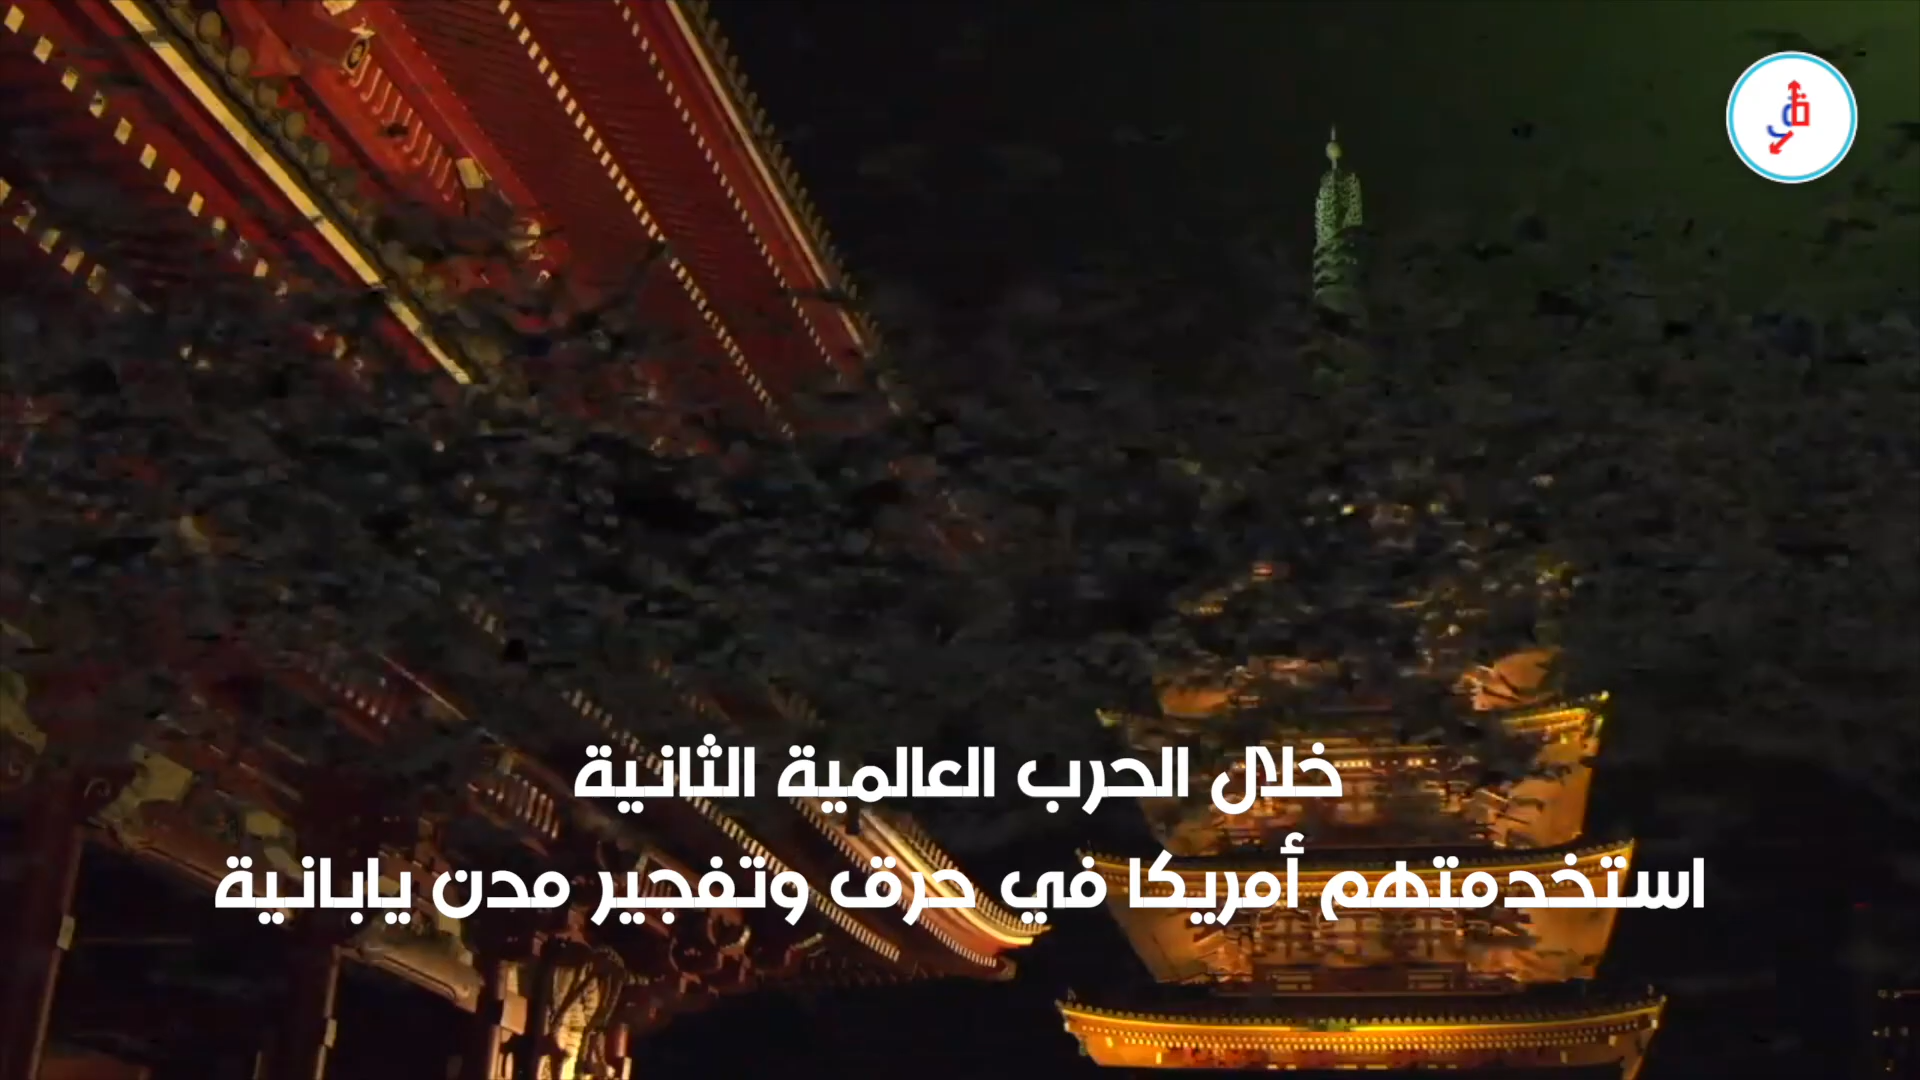 خلال الحرب العالمية الثانية
استخدمتهم أمريكا في حرق وتفجير مدن يابانية